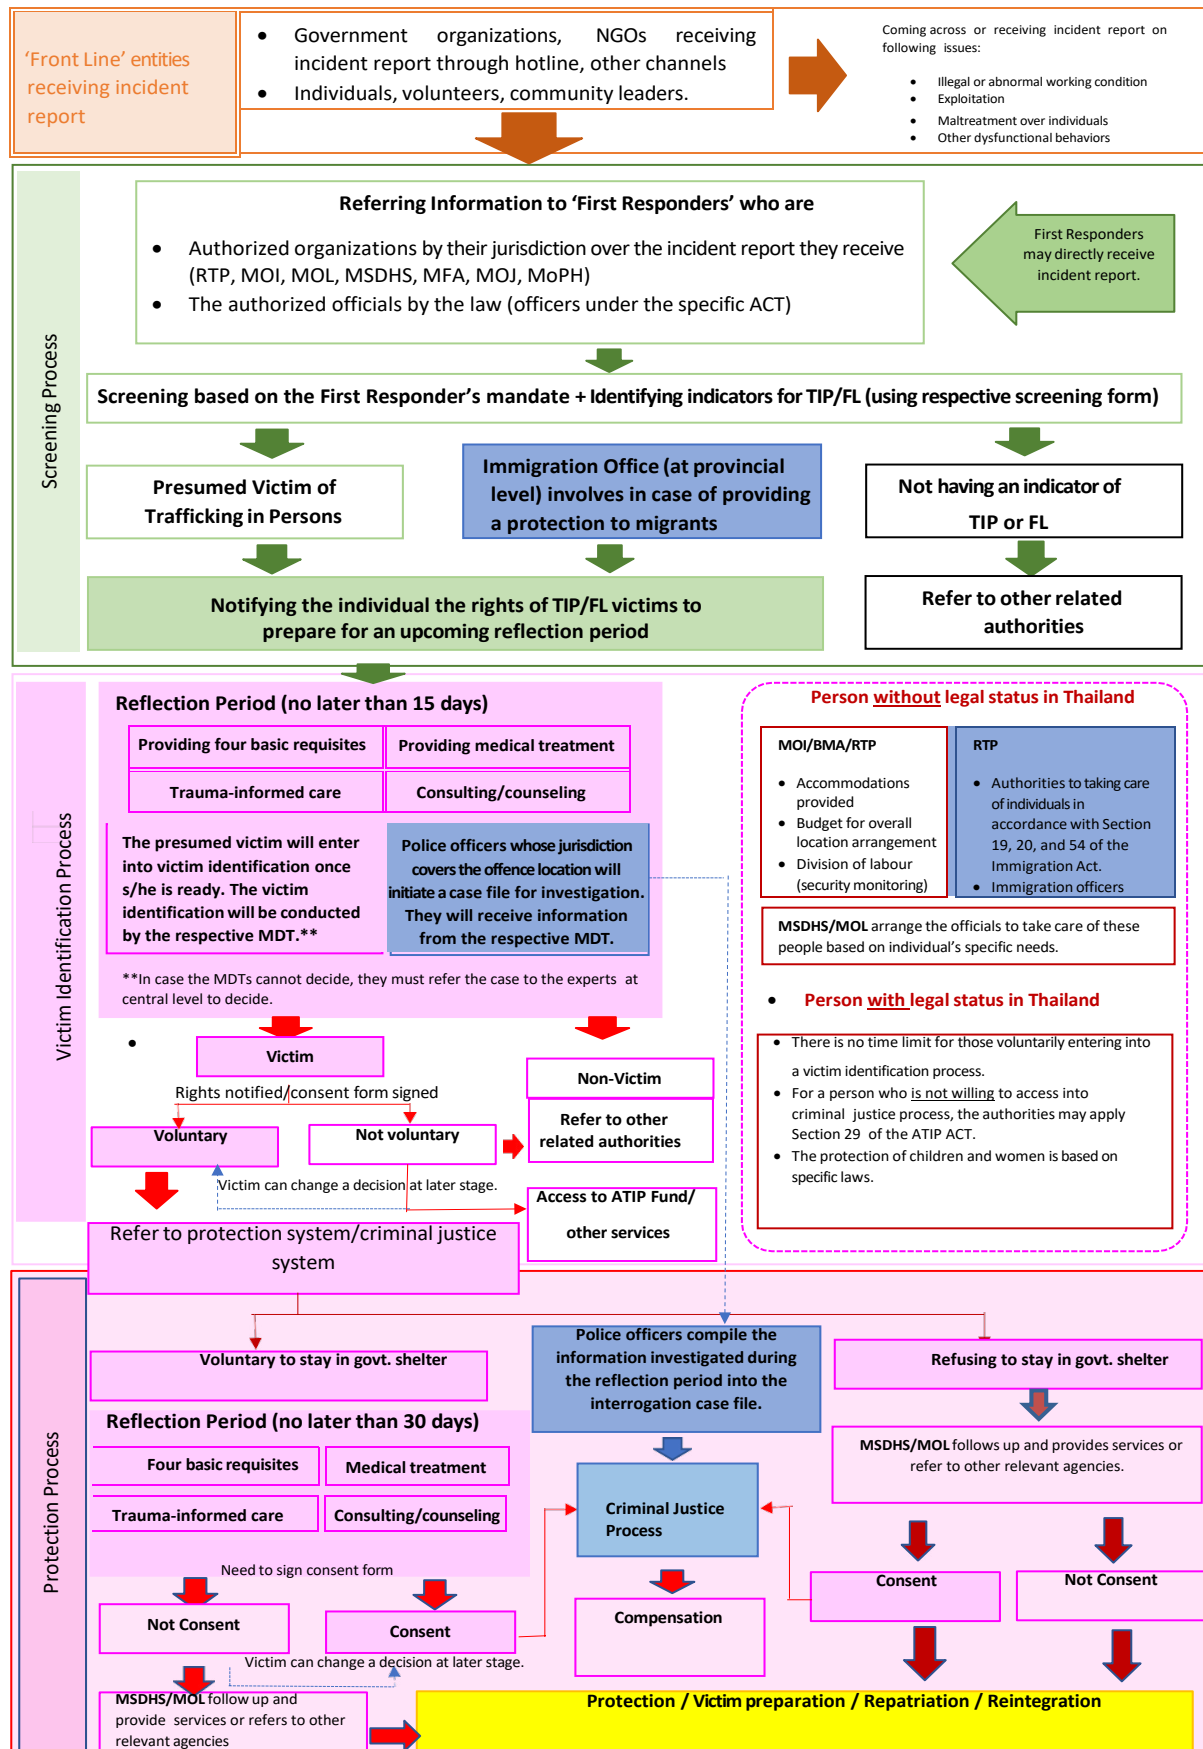 'Front Line' entities
receiving incident
report
• Government organizations, NGOs receiving
incident report through hotline, other channels
• Individuals, volunteers, community leaders.
Coming across or receiving incident report on
following issues:
• Illegal or abnormal working condition
• Exploitation
• Maltreatment over individuals
• Other dysfunctional behaviors
Screening Process
Referring Information to 'First Responders' who are
• Authorized organizations by their jurisdiction over the incident report they receive
(RTP, MOI, MOL, MSDHS, MFA, MOJ, MoPH)
• The authorized officials by the law (officers under the specific ACT)
First Responders
may directly receive
incident report.
Screening based on the First Responder's mandate + Identifying indicators for TIP/FL (using respective screening form)
Presumed Victim of
Trafficking in Persons
Immigration Office (at provincial
level) involves in case of providing
a protection to migrants
Not having an indicator of
TIP or FL
Notifying the individual the rights of TIP/FL victims to
prepare for an upcoming reflection period
Refer to other related
authorities
Victim Identification Process
Reflection Period (no later than 15 days)
Providing four basic requisites
Providing medical treatment
Trauma-informed care
Consulting/counseling
The presumed victim will enter
into victim identification once
s/he is ready. The victim
identification will be conducted
by the respective MDT.**
Police officers whose jurisdiction
covers the offence location will
initiate a case file for investigation.
They will receive information
from the respective MDT.
**In case the MDTs cannot decide, they must refer the case to the experts at
central level to decide.
Person without legal status in Thailand
MOI/BMA/RTP
• Accommodations
provided
• Budget for overall
location arrangement
• Division of labour
(security monitoring)
RTP
• Authorities to taking care
of individuals in
accordance with Section
19, 20, and 54 of the
Immigration Act.
• Immigration officers
MSDHS/MOL arrange the officials to take care of these
people based on individual's specific needs.
• Person with legal status in Thailand
• There is no time limit for those voluntarily entering into
a victim identification process.
• For a person who is not willing to access into
criminal justice process, the authorities may apply
Section 29 of the ATIP ACT.
• The protection of children and women is based on
specific laws.
•
Victim
Rights notified/consent form signed
Voluntary
Not voluntary
Non-Victim
Refer to other
related authorities
Victim can change a decision at later stage.
Access to ATIP Fund/
other services
Refer to protection system/criminal justice
system
Protection Process
Voluntary to stay in govt. shelter
Police officers compile the
information investigated during
the reflection period into the
interrogation case file.
Refusing to stay in govt. shelter
Reflection Period (no later than 30 days)
Four basic requisites
Medical treatment
Trauma-informed care
Consulting/counseling
MSDHS/MOL follows up and provides services or
refer to other relevant agencies.
Criminal Justice
Process
Need to sign consent form
Not Consent
Consent
Compensation
Consent
Not Consent
Victim can change a decision at later stage.
MSDHS/MOL follow up and
provide services or refers to other
relevant agencies
Protection / Victim preparation / Repatriation / Reintegration